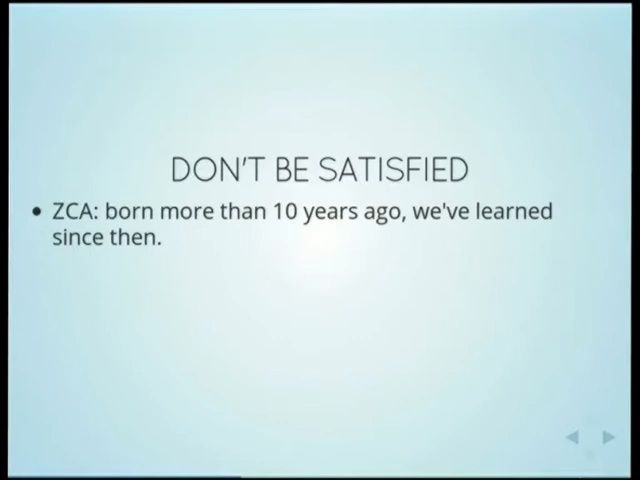 DON'T BE SATISFIED
• ZCA: born more than 10 years ago, we've learned
since then.